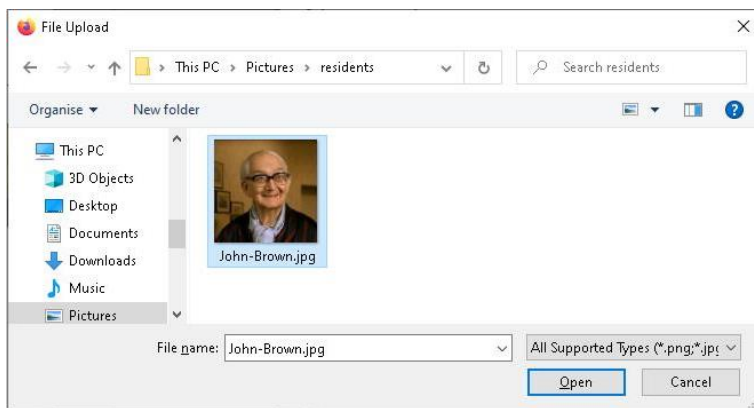 File Upload
This PC > Pictures > residents
Search residents
Organise
New folder
This PC
3D Objects
Desktop
Documents
Downloads
Music
Pictures
John-Brown.jpg
File name: John-Brown.jpg
All Supported Types (*.png;*.jp
Open
Cancel